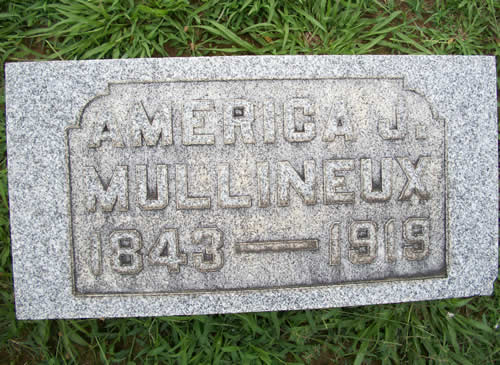 AMERICA J.
MULLINEUX
1843 — 1919